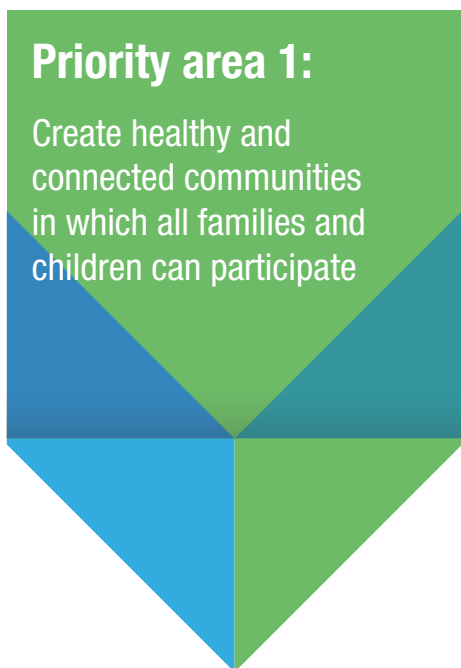 Priority area 1:
Create healthy and
connected communities
in which all families and
children can participate